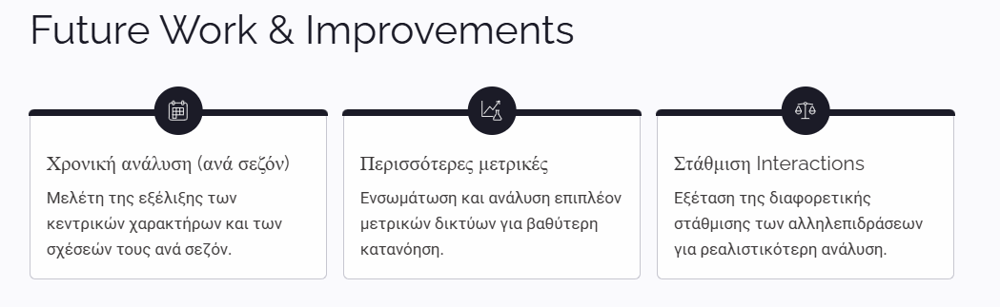 Future Work & Improvements
Χρονική ανάλυση (ανά σεζόν)
Μελέτη της εξέλιξης των
κεντρικών χαρακτήρων και των
σχέσεών τους ανά σεζόν.
Περισσότερες μετρικές
Ενσωμάτωση και ανάλυση επιπλέον
μετρικών δικτύων για βαθύτερη
κατανόηση.
Στάθμιση Interactions
Εξέταση της διαφορετικής
στάθμισης των αλληλεπιδράσεων
για ρεαλιστικότερη ανάλυση.